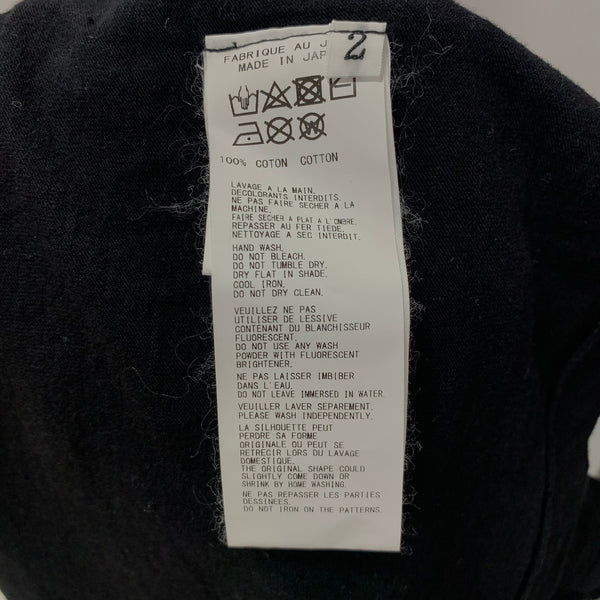 FABRIQUE AU J
2
MADE IN JAP
W
100% COTON COTTON
LAVAGE A LA MAIN.
DECOLORANTS INTERDITS.
NE PAS FAIRE SECHER A LA
MACHINE.
FAIRE SECHER A PLAT A L'OMBRE.
REPASSER AU FER TIEDE.
NETTOYAGE A SEC INTERDIT.
HAND WASH.
DO NOT BLEACH.
DO NOT TUMBLE DRY.
DRY FLAT IN SHADE.
COOL IRON.
DO NOT DRY CLEAN.
VEUILLEZ NE PAS
UTILISER DE LESSIVE
CONTENANT DU BLANCHISSEUR
FLUORESCENT.
DO NOT USE ANY WASH
POWDER WITH FLUORESCENT
BRIGHTENER.
NE PAS LAISSER IMBIBER
DANS L'EAU.
DO NOT LEAVE IMMERSED IN WATER.
VEUILLER LAVER SEPAREMENT.
PLEASE WASH INDEPENDENTLY.
LA SILHOUETTE PEUT
PERDRE SA FORME
ORIGINALE OU PEUT SE
RETRECIR LORS DU LAVAGE
DOMESTIQUE.
THE ORIGINAL SHAPE COULD
SLIGHTLY COME DOWN OR
SHRINK BY HOME WASHING.
NE PAS REPASSER LES PARTIES
DESSINEES.
DO NOT IRON ON THE PATTERNS.